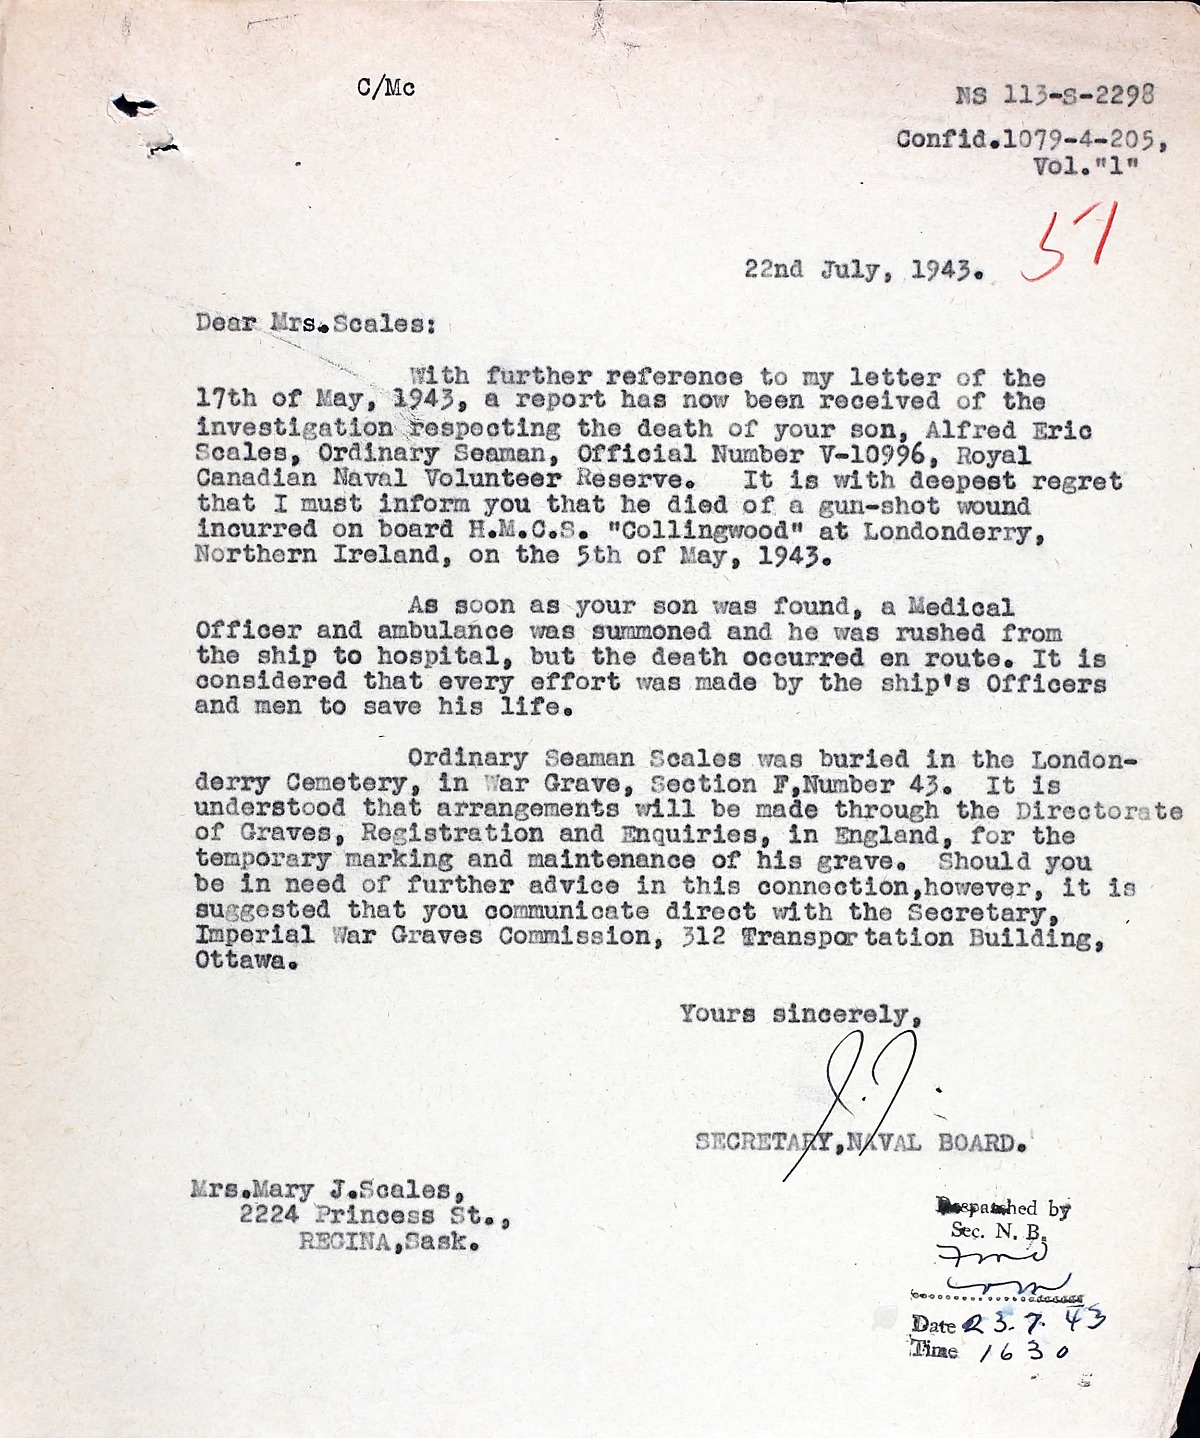 C/Mc
NS 113-S-2298
Confid.1079-4-205,
Vol."1"
51
22nd July, 1943.
Dear Mrs.Scales:
With further reference to my letter of the
17th of May, 1943, a report has now been received of the
investigation respecting the death of your son, Alfred Eric
Scales, Ordinary Seaman, Official Number V-10996, Royal
Canadian Naval Volunteer Reserve. It is with deepest regret
that I must inform you that he died of a gun-shot wound
incurred on board H.M.C.S. "Collingwood" at Londonderry,
Northern Ireland, on the 5th of May, 1943.
As soon as your son was found, a Medical
Officer and ambulance was summoned and he was rushed from
the ship to hospital, but the death occurred en route. It is
considered that every effort was made by the ship's Officers
and men to save his life.
Ordinary Seaman Scales was buried in the London-
derry Cemetery, in War Grave, Section F,Number 43. It is
understood that arrangements will be made through the Directorate
of Graves, Registration and Enquiries, in England, for the
temporary marking and maintenance of his grave. Should you
be in need of further advice in this connection,however, it is
suggested that you communicate direct with the Secretary,
Imperial War Graves Commission, 312 Transportation Building,
Ottawa.
Yours sincerely,
SECRETARY,NAVAL BOARD.
Mrs.Mary J.Scales,
2224 Princess St.,
REGINA,Sask.
Despatched by
Sec. N. B.
Date 23.7.43
Time 1630